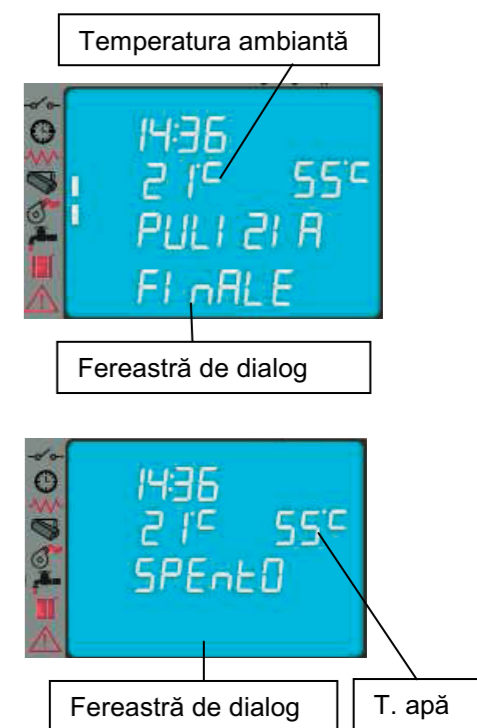 Temperatura ambiantă
14:36
21°C 55°C
PULIZIA
FINALE
Fereastră de dialog
14:36
21°C 55°C
SPENTO
Fereastră de dialog
T. apă